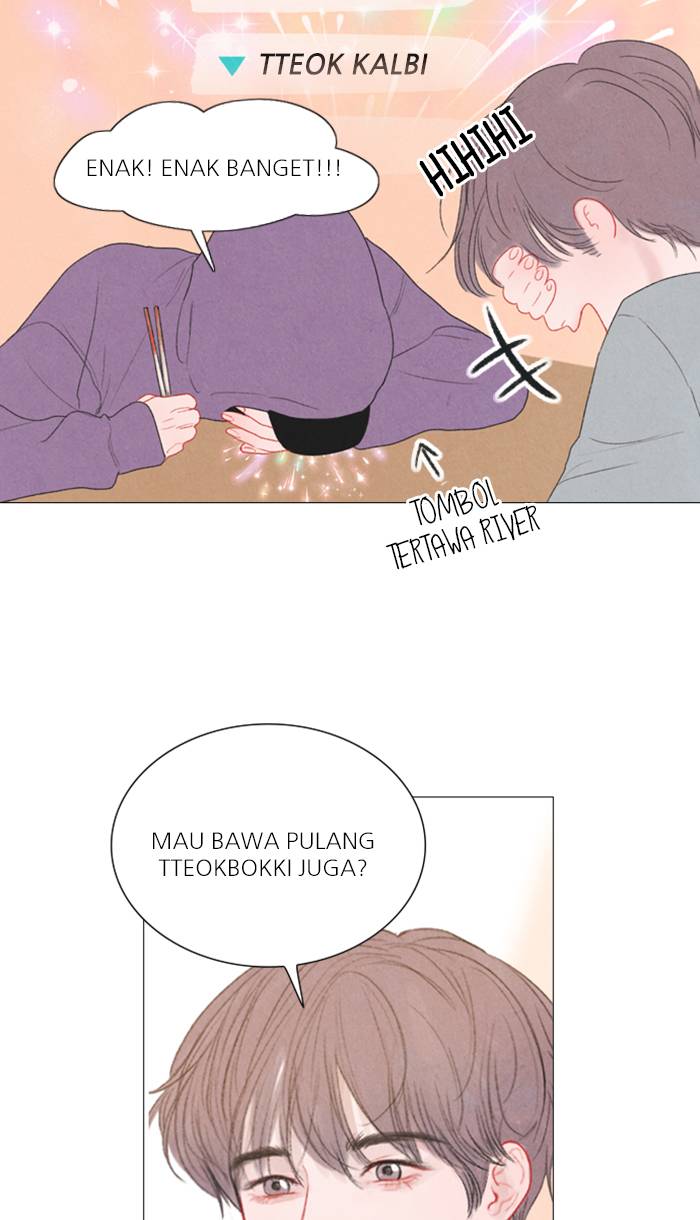 TTEOK KALBI
ENAK! ENAK BANGET!!!
HIHIHI
TOMBOL
TERTAWA RIVER
MAU BAWA PULANG
TTEOKBOKKI JUGA?